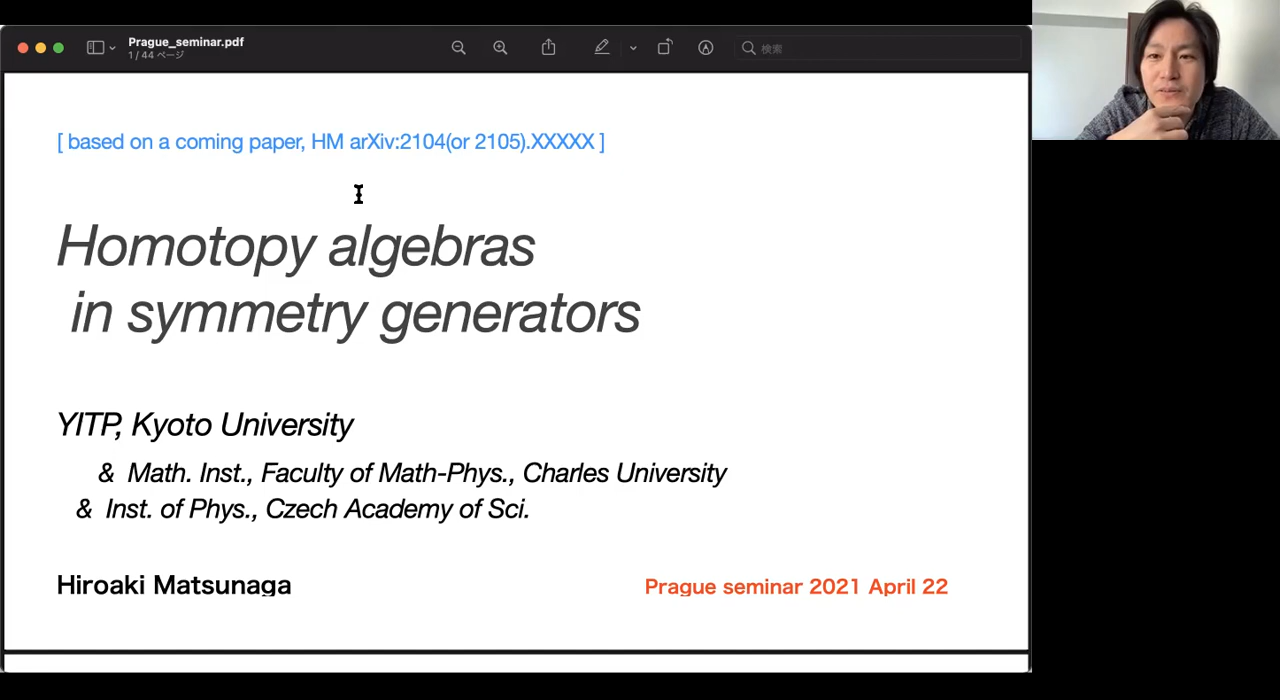 Prague_seminar.pdf
1 / 44 ページ
検索
[ based on a coming paper, HM arXiv:2104(or 2105).XXXXX ]
Homotopy algebras
in symmetry generators
YITP, Kyoto University
& Math. Inst., Faculty of Math-Phys., Charles University
& Inst. of Phys., Czech Academy of Sci.
Hiroaki Matsunaga
Prague seminar 2021 April 22